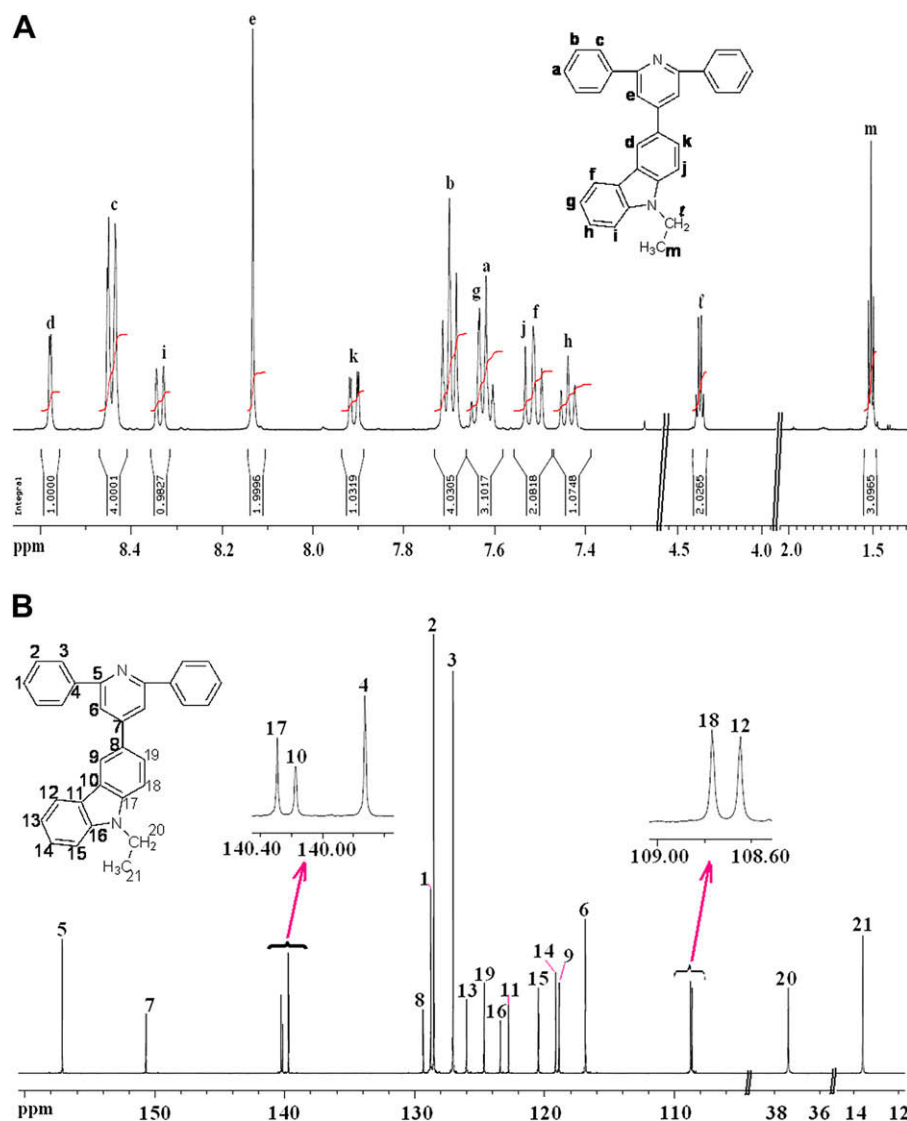 A
e
b c
a N
e
d k
j
f
g
h i N ℓ
CH2
H3C m
m
c
b
d
i
k
g a
j f
h
ℓ
Integral
1.0000
4.0001
0.9827
1.9996
1.0319
4.0305
3.1017
2.0818
1.0748
2.0265
3.0965
ppm 8.4 8.2 8.0 7.8 7.6 7.4 4.5 4.0 2.0 1.5
B
2
3
2 3
1 4 5 N
6
7
8
9 19
10 18
12 11 17
13 16 N 20
14 15 CH2
H3C
21
17 10 4
140.40 140.00
18 12
109.00 108.60
5
7
8
1
13
19
16
11
15
14
9
6
20
21
ppm 150 140 130 120 110 38 36 14 12